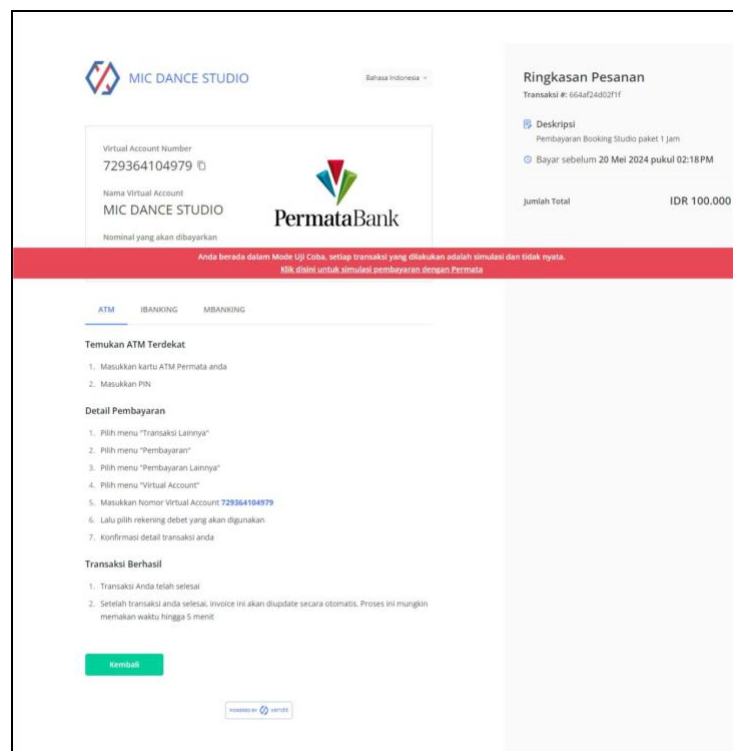 MIC DANCE STUDIO
Bahasa Indonesia
Virtual Account Number
729364104979
Nama Virtual Account
MIC DANCE STUDIO
Nominal yang akan dibayarkan
PermataBank
Anda berada dalam Mode Uji Coba, setiap transaksi yang dilakukan adalah simulasi dan tidak nyata.
Klik disini untuk simulasi pembayaran dengan Permata
ATM IBANKING MBANKING
Temukan ATM Terdekat
1. Masukkan kartu ATM Permata anda
2. Masukkan PIN
Detail Pembayaran
1. Pilih menu "Transaksi Lainnya"
2. Pilih menu "Pembayaran"
3. Pilih menu "Pembayaran Lainnya"
4. Pilih menu "Virtual Account"
5. Masukkan Nomor Virtual Account 729364104979
6. Lalu pilih rekening debet yang akan digunakan
7. Konfirmasi detail transaksi anda
Transaksi Berhasil
1. Transaksi Anda telah selesai
2. Setelah transaksi anda selesai, invoice ini akan diupdate secara otomatis. Proses ini mungkin
memakan waktu hingga 5 menit
Kembali
POWERED BY xendit
Ringkasan Pesanan
Transaksi #: 664af24d02f1f
Deskripsi
Pembayaran Booking Studio paket 1 Jam
Bayar sebelum 20 Mei 2024 pukul 02:18PM
Jumlah Total IDR 100.000